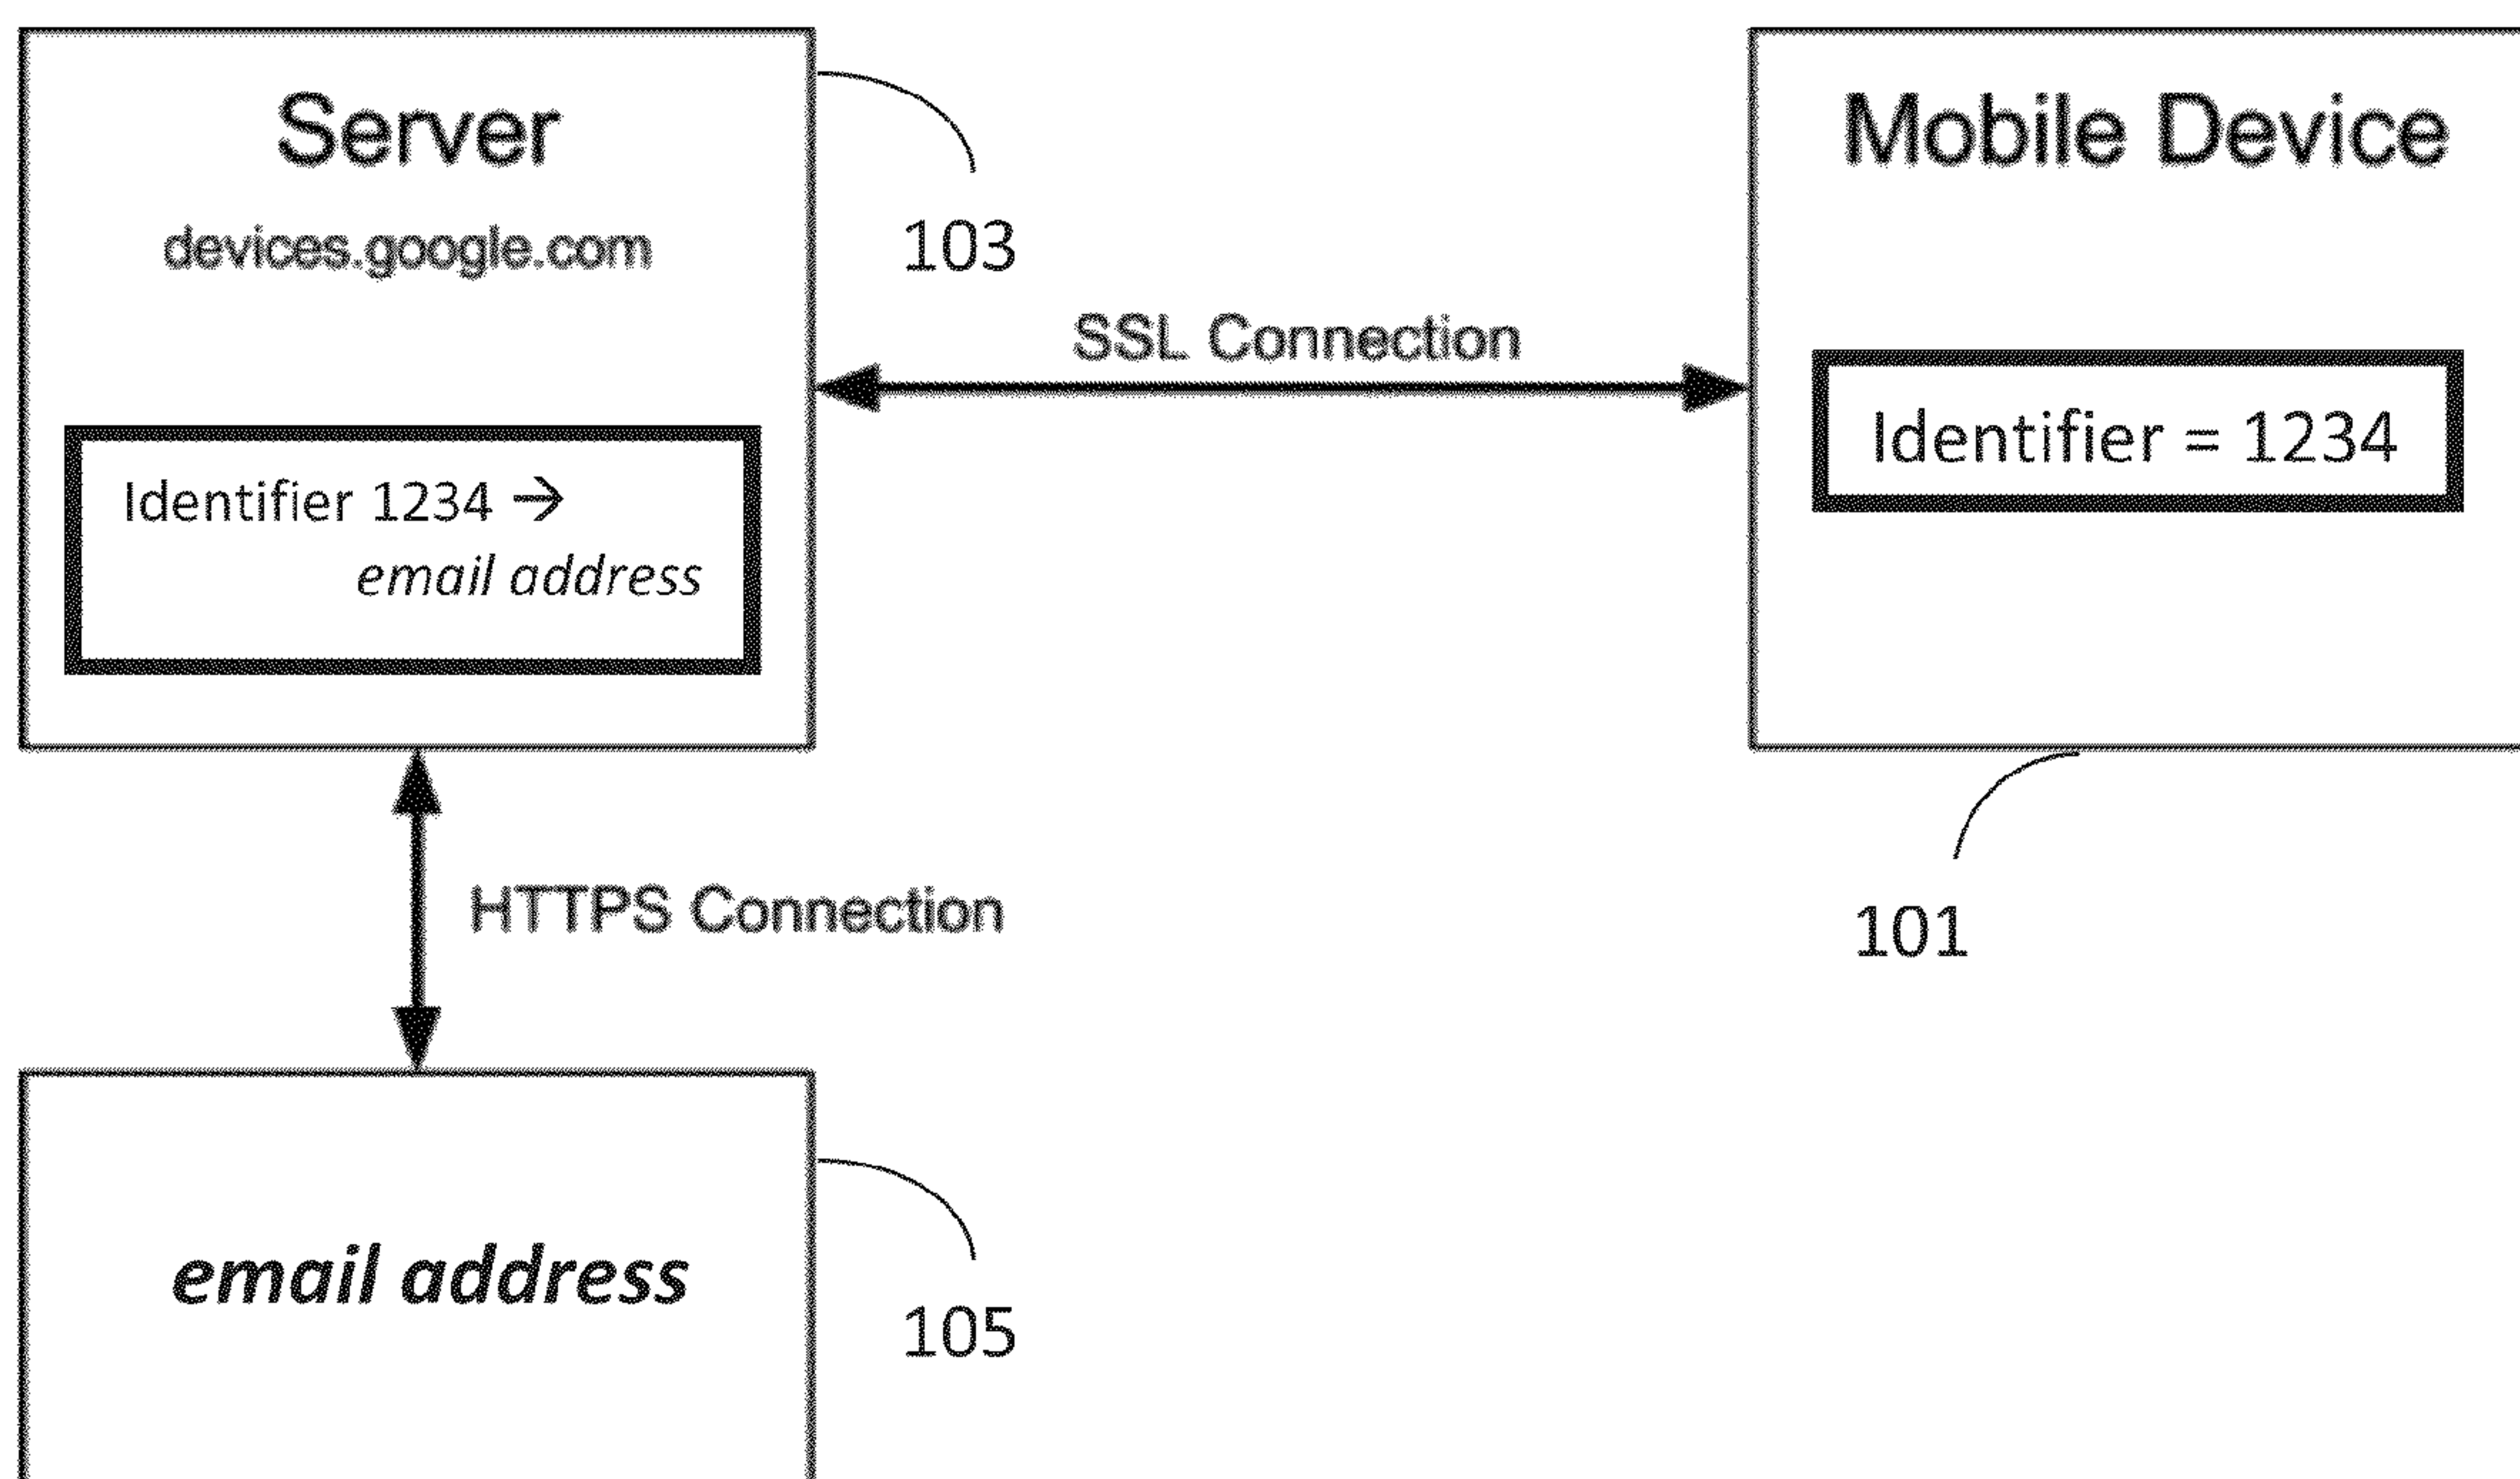 Server
devices.google.com
Identifier 1234 →
email address
103
SSL Connection
Mobile Device
Identifier = 1234
101
HTTPS Connection
email address
105